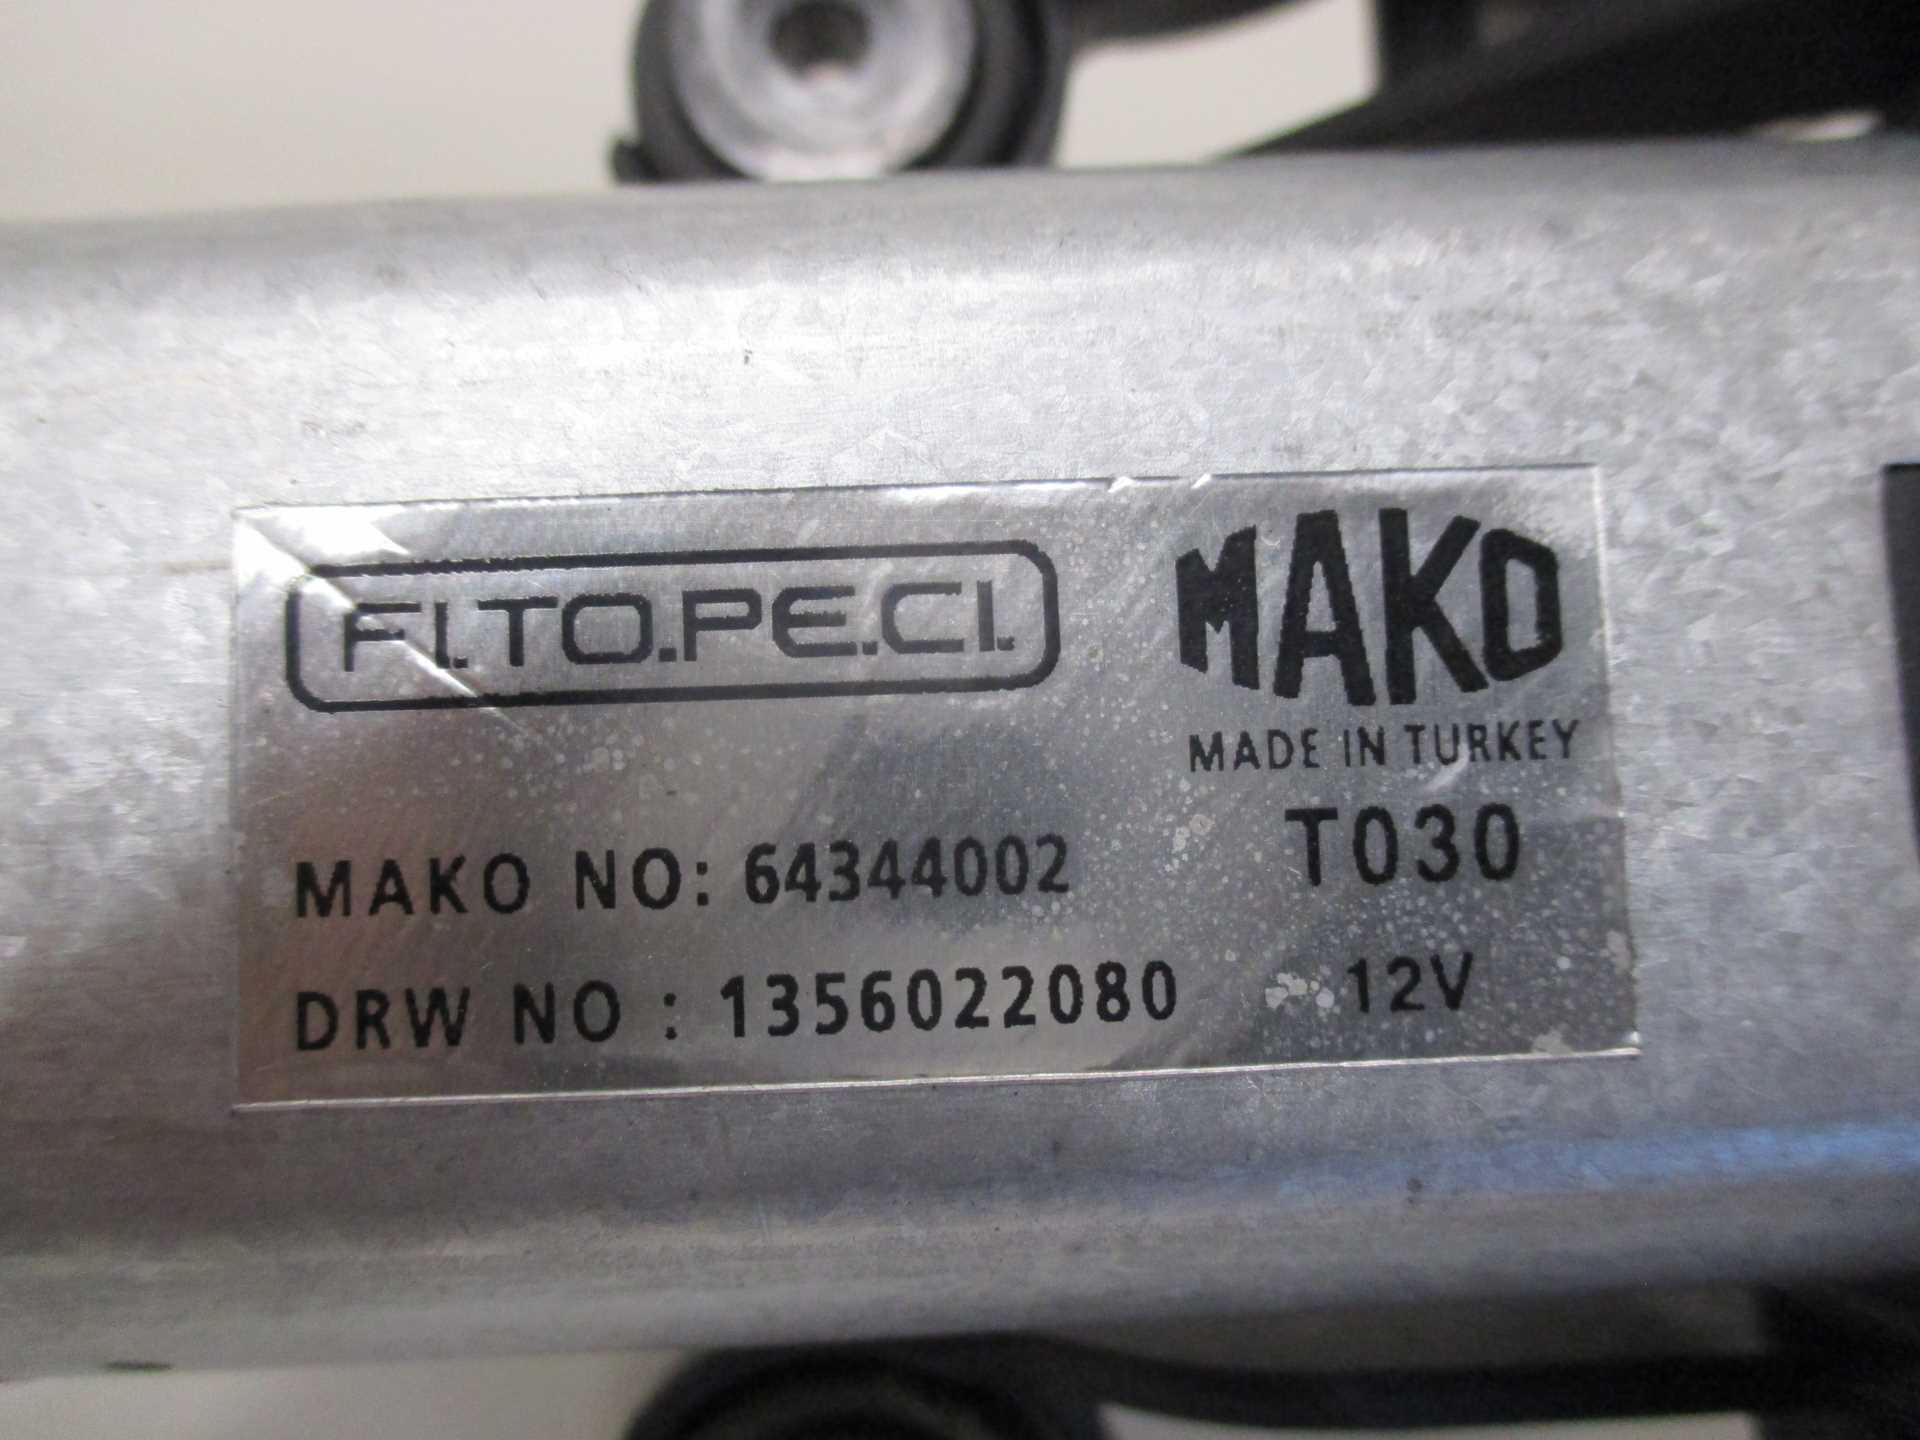 FI.TO.PE.CI.
MAKO
MADE IN TURKEY
T030
MAKO NO: 64344002
DRW NO : 1356022080
12V